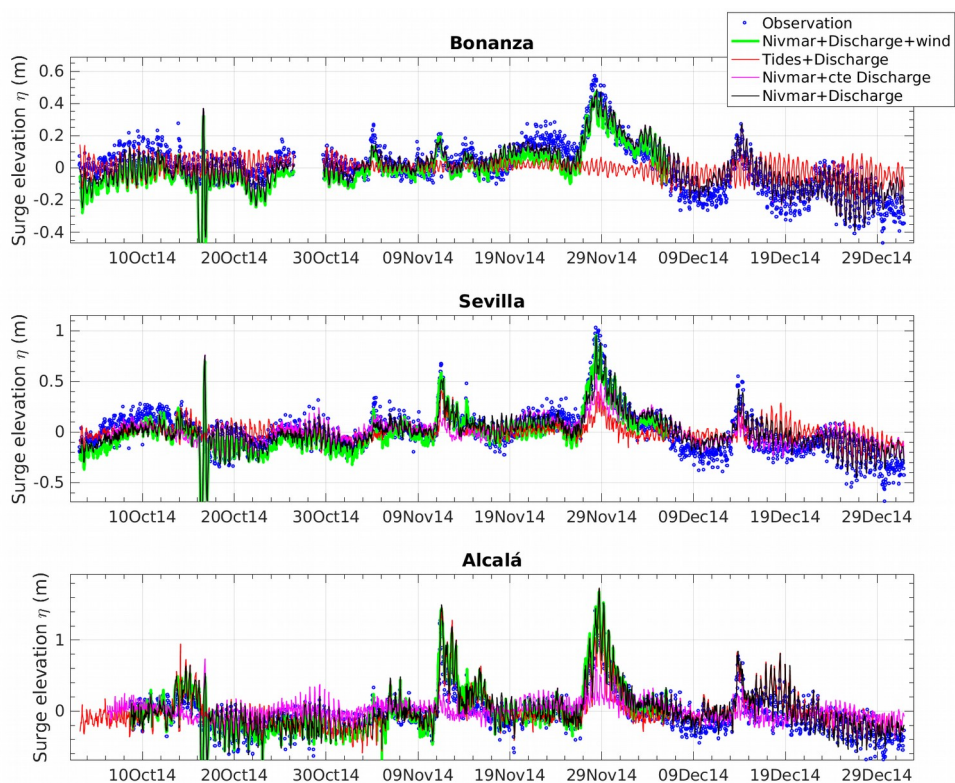 Observation
Nivmar+Discharge+wind
Tides+Discharge
Nivmar+cte Discharge
Nivmar+Discharge
Bonanza
Surge elevation η (m)
0.6
0.4
0.2
0
-0.2
-0.4
10Oct14 20Oct14 30Oct14 09Nov14 19Nov14 29Nov14 09Dec14 19Dec14 29Dec14
Sevilla
Surge elevation η (m)
1
0.5
0
-0.5
10Oct14 20Oct14 30Oct14 09Nov14 19Nov14 29Nov14 09Dec14 19Dec14 29Dec14
Alcalá
Surge elevation η (m)
1
0
10Oct14 20Oct14 30Oct14 09Nov14 19Nov14 29Nov14 09Dec14 19Dec14 29Dec14